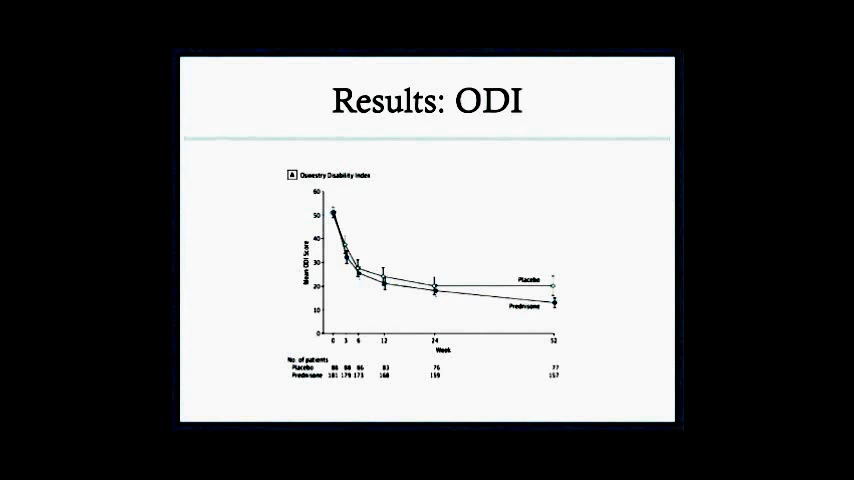 Results: ODI
A Oswestry Disability Index
60
50
40
30
20
10
0
Mean ODI Score
Placebo
Prednisone
0 3 6 12 24 52
Week
No. of patients
Placebo 88 88 86 83 76 77
Prednisone 181 179 173 168 159 157